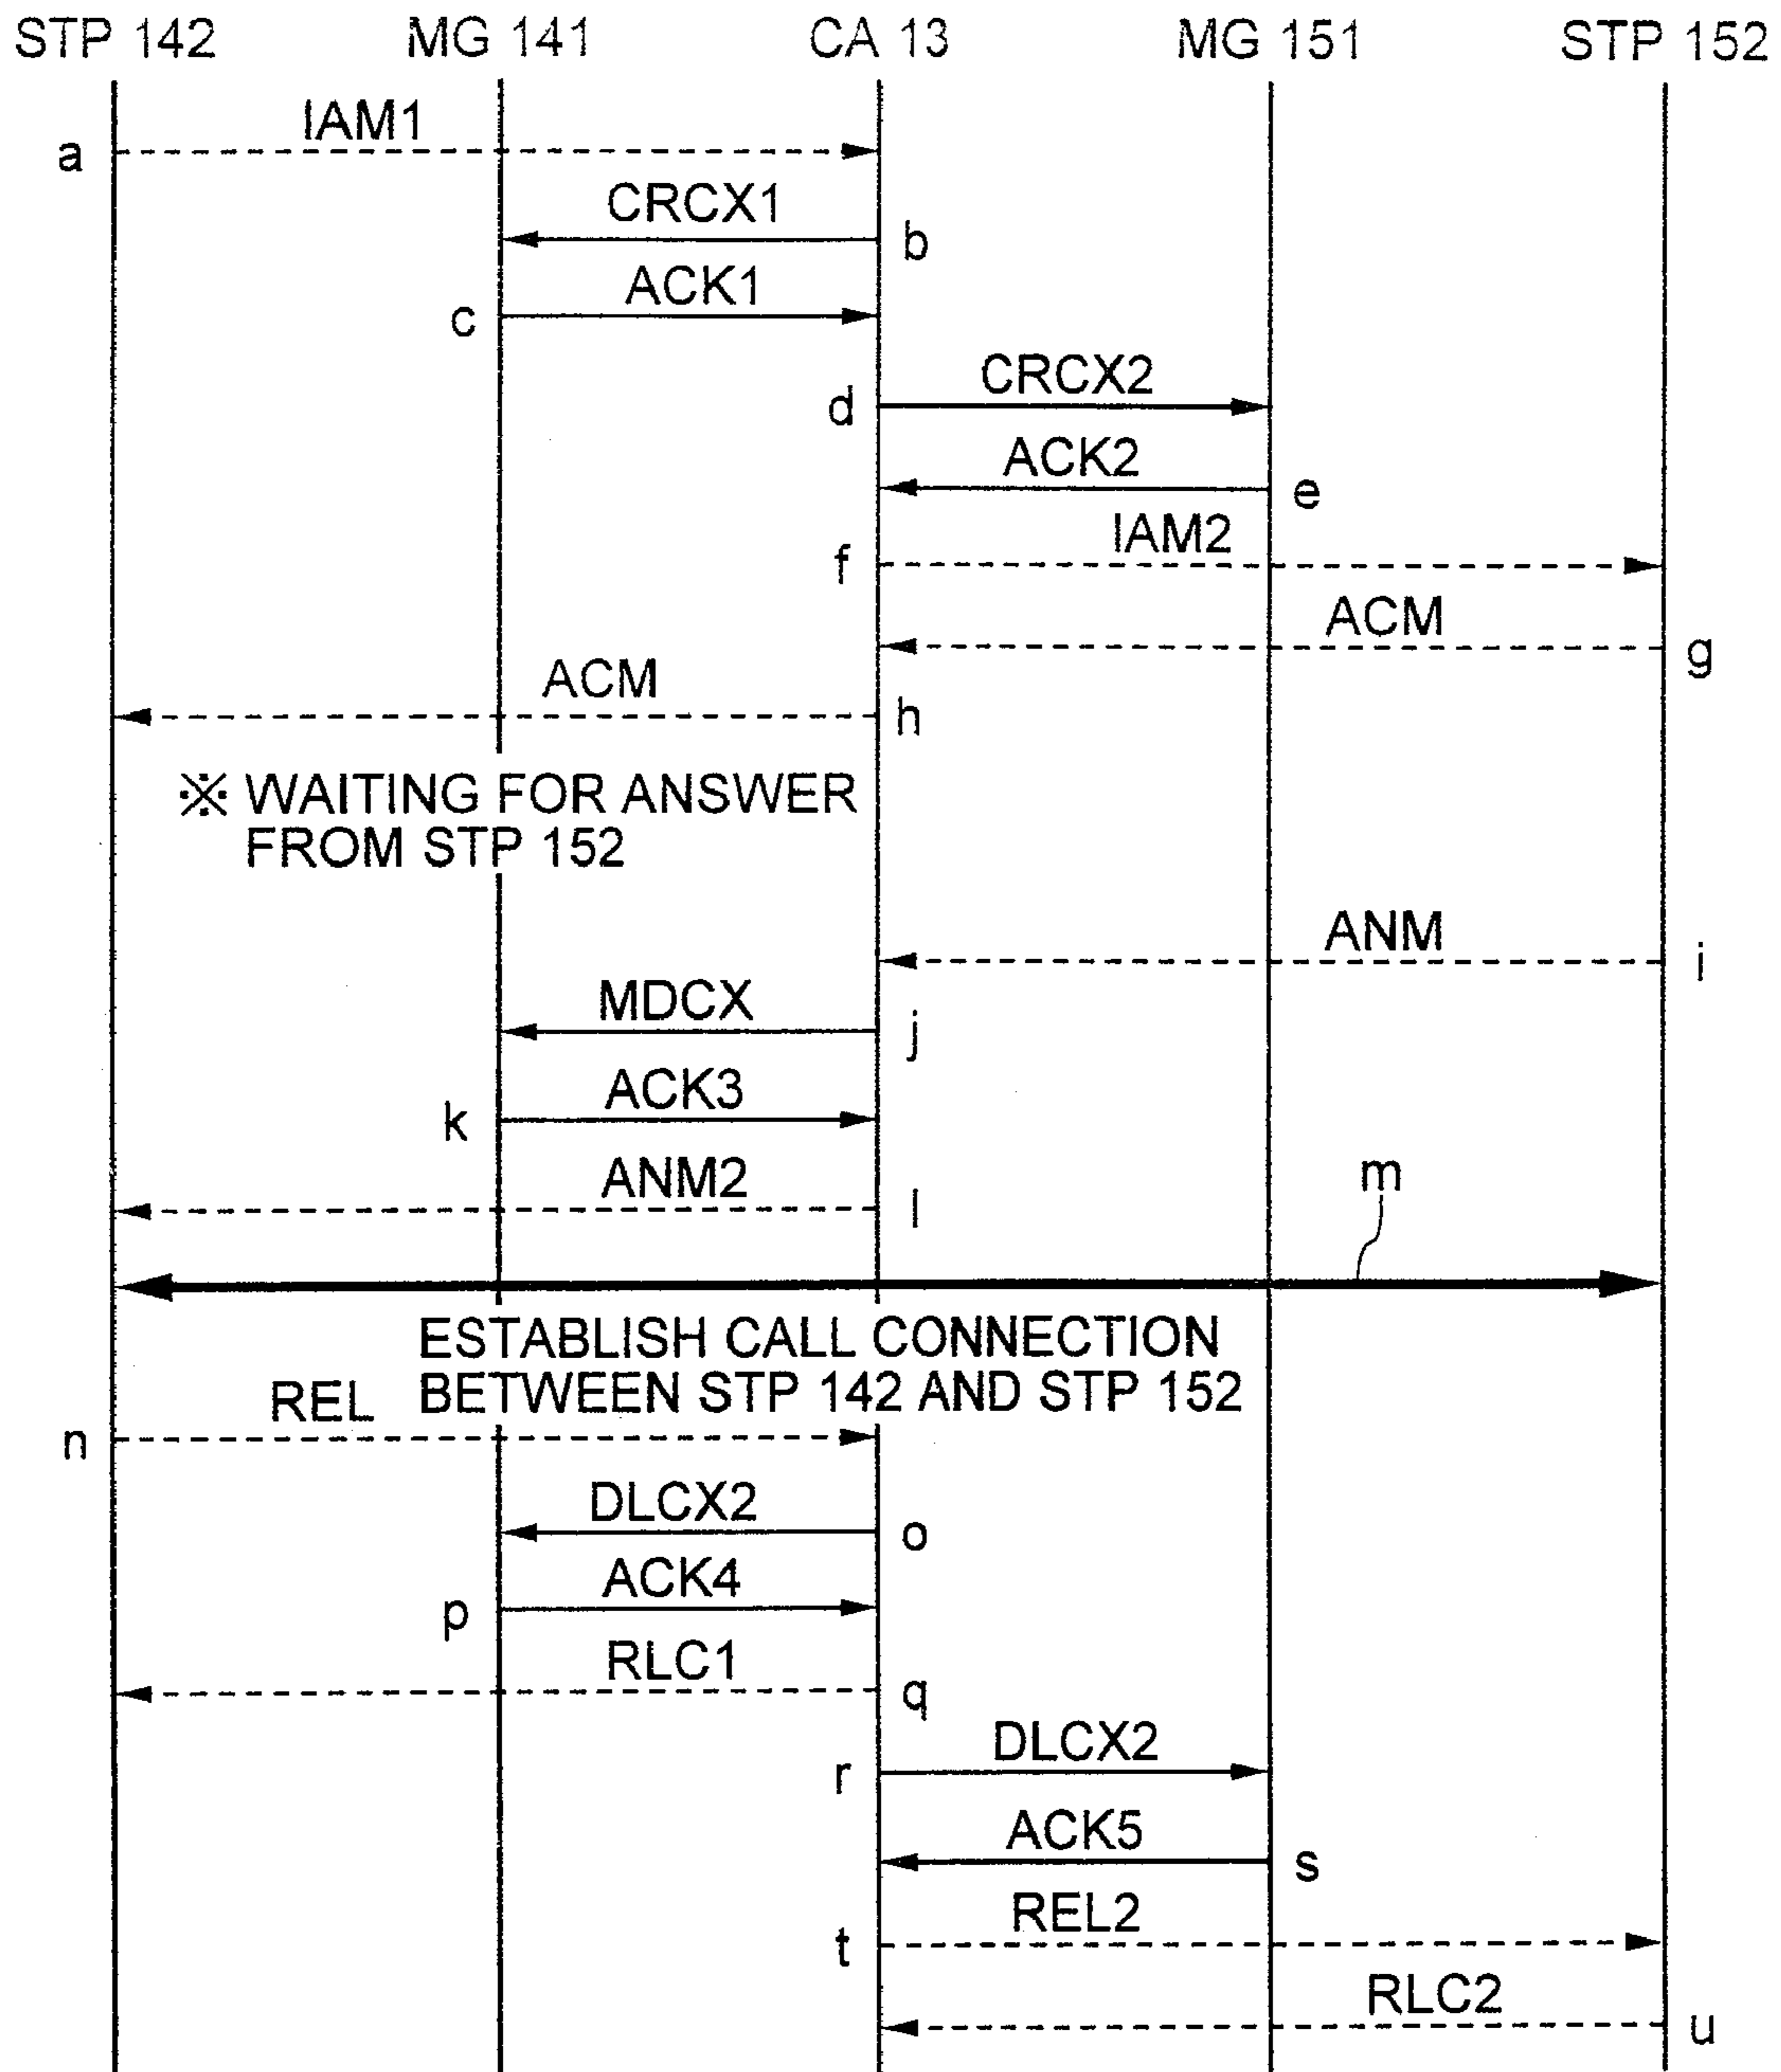 STP 142 MG 141 CA 13 MG 151 STP 152
IAM1
a
CRCX1
b
ACK1
c
CRCX2
d
ACK2
e
IAM2
f
ACM
g
ACM
h
※ WAITING FOR ANSWER
FROM STP 152
ANM
i
MDCX
j
ACK3
k
ANM2
l
m
ESTABLISH CALL CONNECTION
BETWEEN STP 142 AND STP 152
REL
n
DLCX2
o
ACK4
p
RLC1
q
DLCX2
r
ACK5
s
REL2
t
RLC2
u